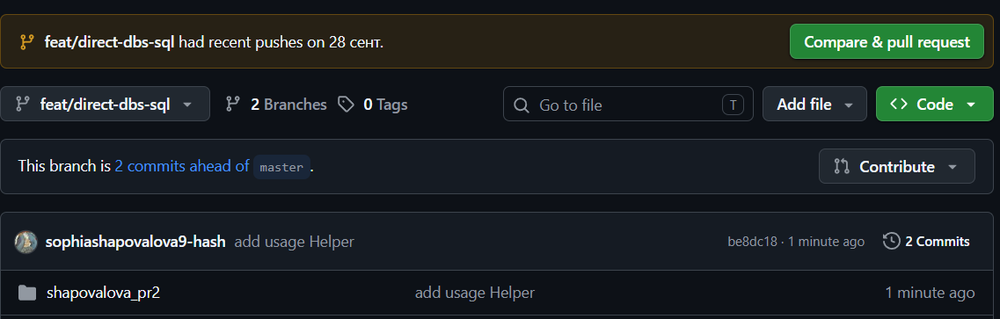 feat/direct-dbs-sql had recent pushes on 28 сент.
Compare & pull request
feat/direct-dbs-sql 2 Branches 0 Tags Go to file T Add file Code
This branch is 2 commits ahead of master. Contribute
sophiashapovalova9-hash add usage Helper be8dc18 · 1 minute ago 2 Commits
shapovalova_pr2 add usage Helper 1 minute ago